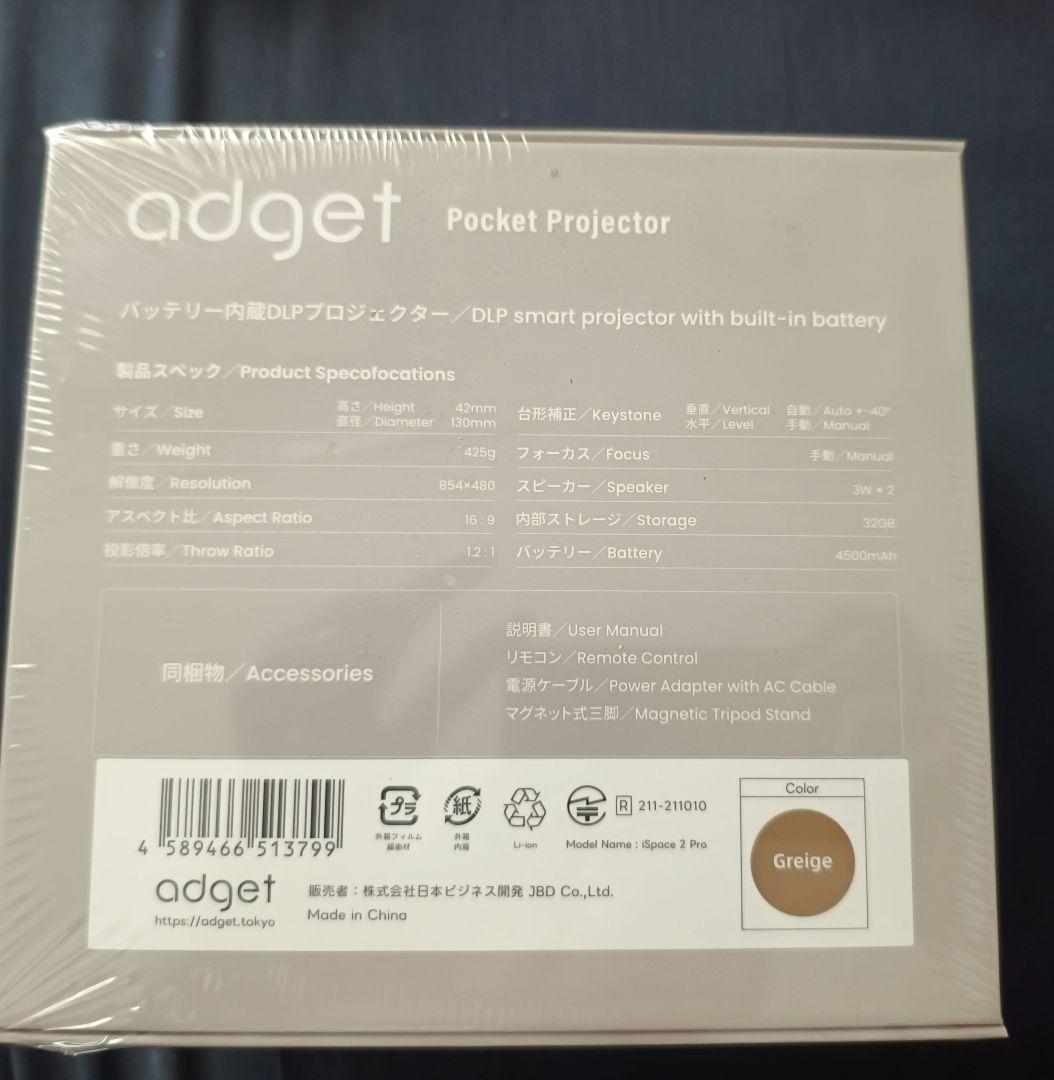 adget Pocket Projector
バッテリー内蔵DLPプロジェクター／DLP smart projector with built-in battery
製品スペック／Product Specofocations
サイズ／Size 高さ／Height 42mm
直径／Diameter 130mm
重さ／Weight 425g
解像度／Resolution 854×480
アスペクト比／Aspect Ratio 16 : 9
投影倍率／Throw Ratio 1.2 : 1
台形補正／Keystone 垂直／Vertical 自動／Auto +-40°
水平／Level 手動／Manual
フォーカス／Focus 手動／Manual
スピーカー／Speaker 3W × 2
内部ストレージ／Storage 32GB
バッテリー／Battery 4500mAh
同梱物／Accessories
説明書／User Manual
リモコン／Remote Control
電源ケーブル／Power Adapter with AC Cable
マグネット式三脚／Magnetic Tripod Stand
4 589466 513799
プラ
外箱フィルム
緩衝材
紙
外箱
内箱
Li-ion
R 211-211010
Model Name : iSpace 2 Pro
Color
Greige
adget
https://adget.tokyo
販売者：株式会社日本ビジネス開発 JBD Co.,Ltd.
Made in China